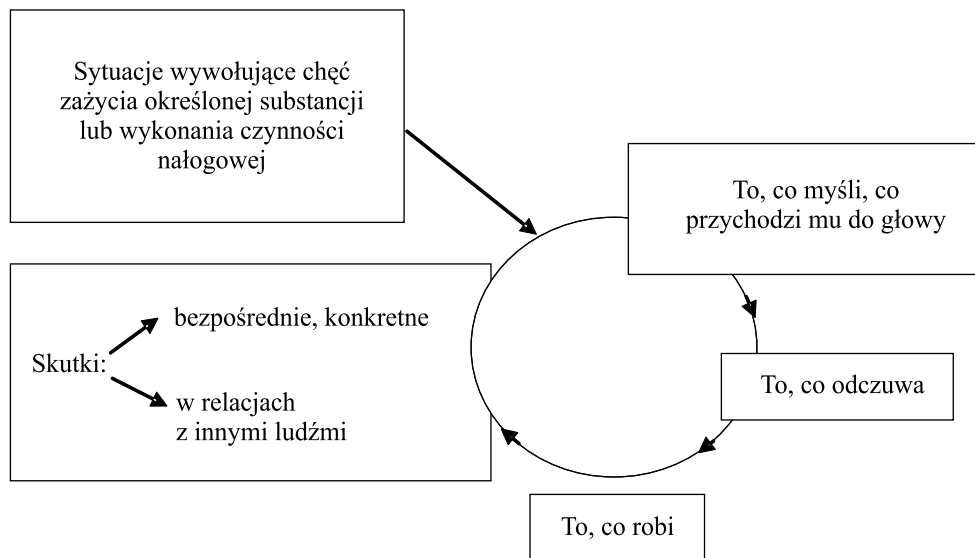 Sytuacje wywołujące chęć
zażycia określonej substancji
lub wykonania czynności
nałogowej
To, co myśli, co
przychodzi mu do głowy
To, co odczuwa
To, co robi
Skutki:
bezpośrednie, konkretne
w relacjach
z innymi ludźmi